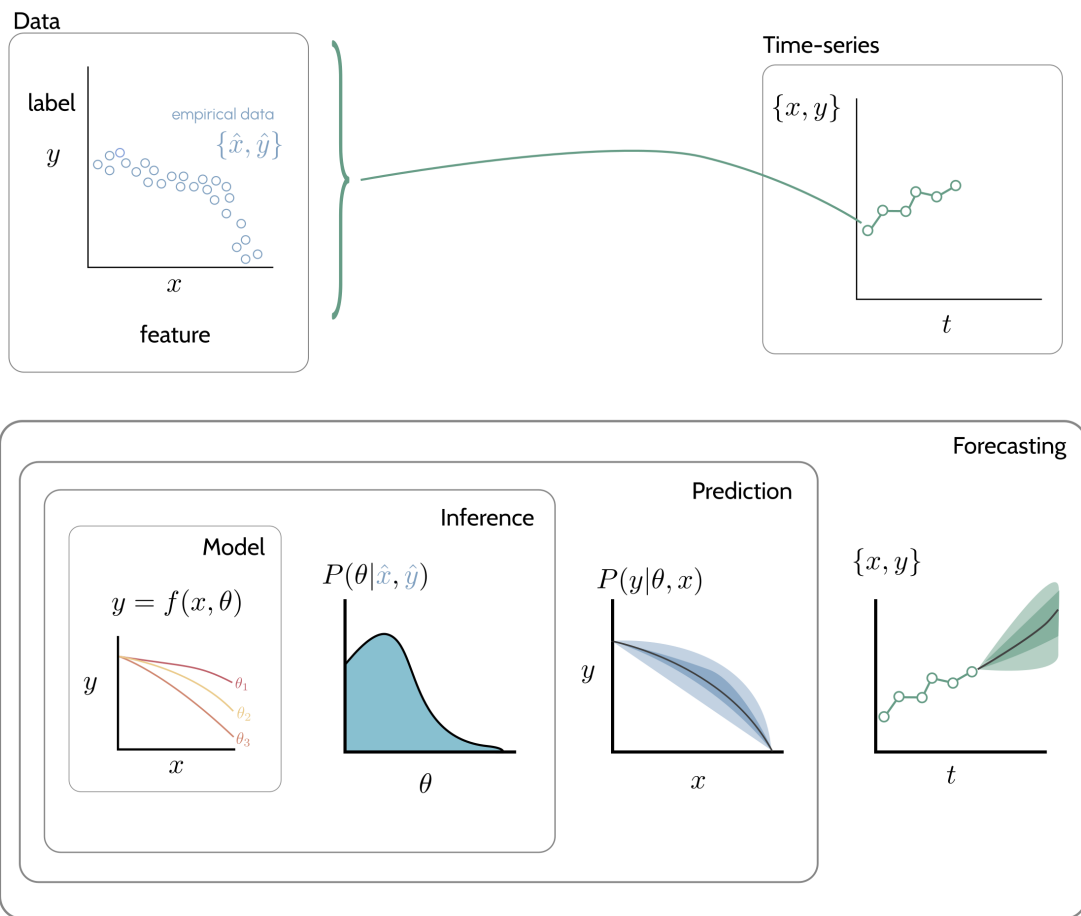 Data
Time-series
label
empirical data
{x̂, ŷ}
y
x
feature
{x, y}
t
Forecasting
Prediction
Inference
Model
y = f(x, θ)
y
θ₁
θ₂
θ₃
x
P(θ|x̂, ŷ)
θ
P(y|θ, x)
y
x
{x, y}
t